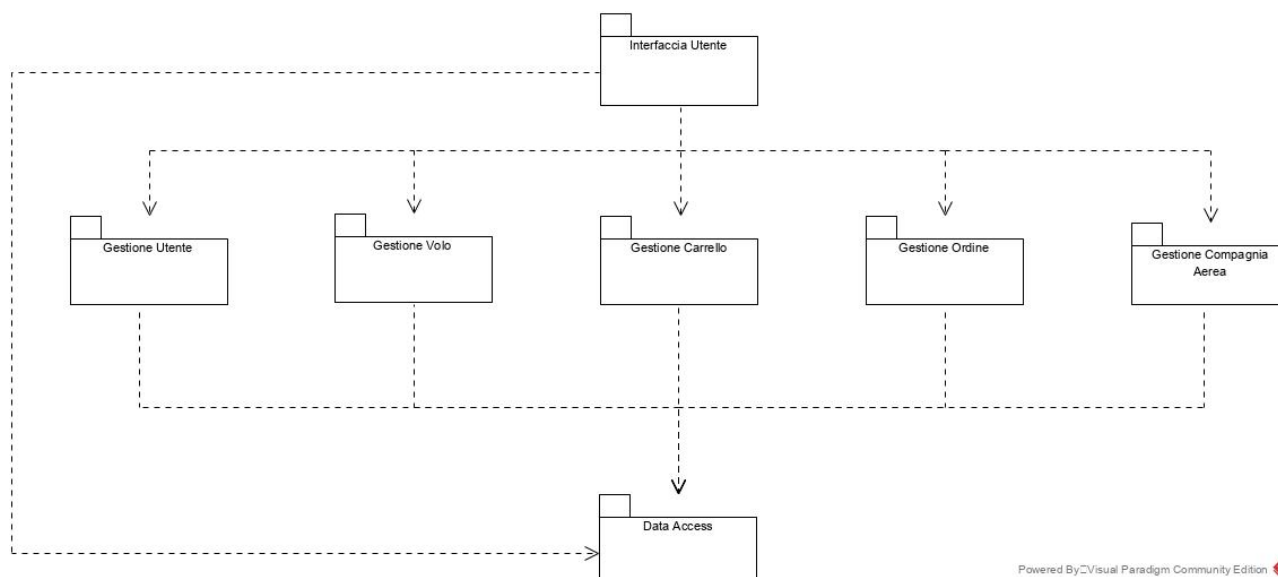 Interfaccia Utente
Gestione Utente
Gestione Volo
Gestione Carrello
Gestione Ordine
Gestione Compagnia
Aerea
Data Access
Powered By Visual Paradigm Community Edition